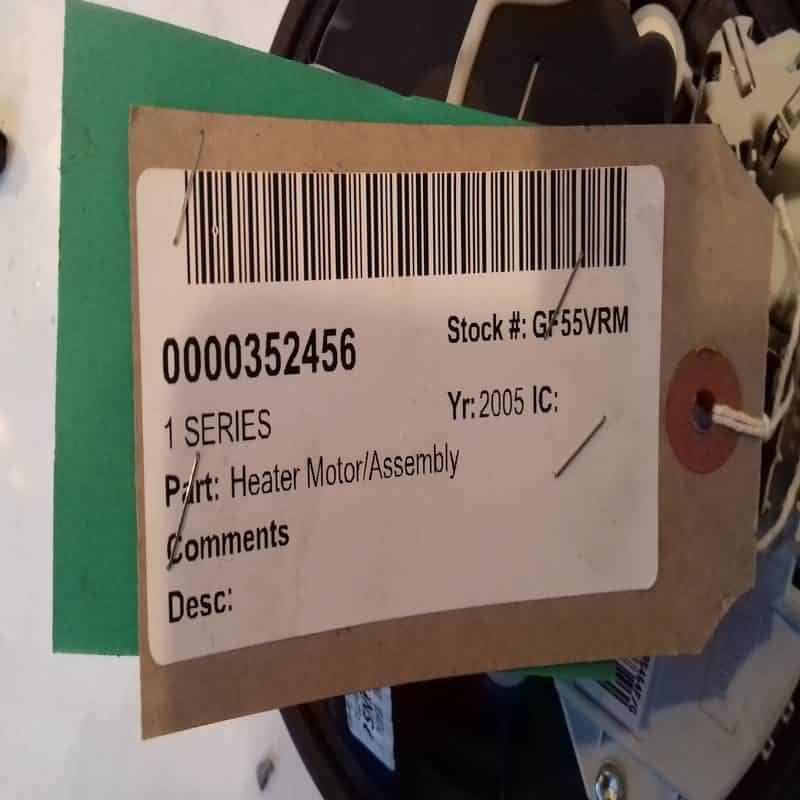 0000352456
Stock #: GF55VRM
1 SERIES
Yr: 2005 IC:
Part: Heater Motor/Assembly
Comments
Desc: